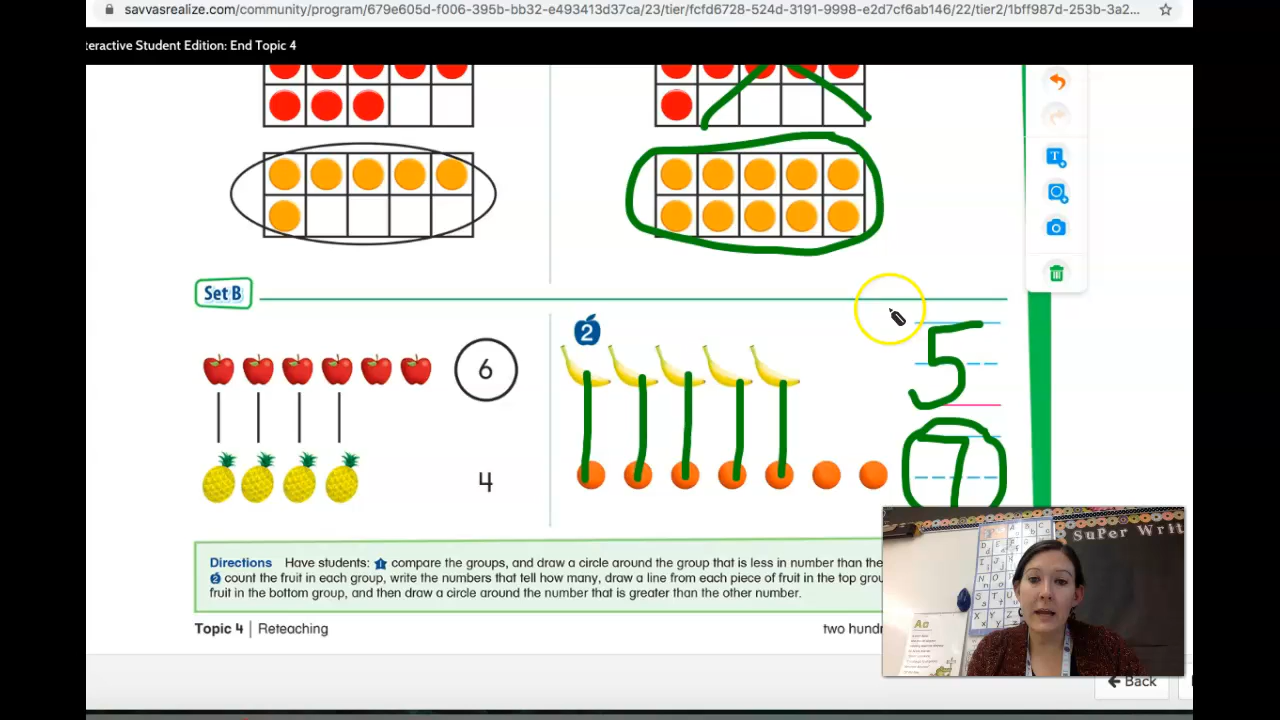 savvasrealize.com/community/program/679e605d-f006-395b-bb32-e493413d37ca/23/tier/fcfd6728-524d-3191-9998-e2d7cf6ab146/22/tier2/1bff987d-253b-3a2...
teractive Student Edition: End Topic 4
Set B
2
6
5
4
7
SuPer Writ
Directions Have students: 1 compare the groups, and draw a circle around the group that is less in number than the
2 count the fruit in each group, write the numbers that tell how many, draw a line from each piece of fruit in the top grou
fruit in the bottom group, and then draw a circle around the number that is greater than the other number.
Topic 4 | Reteaching
two hundr
Back